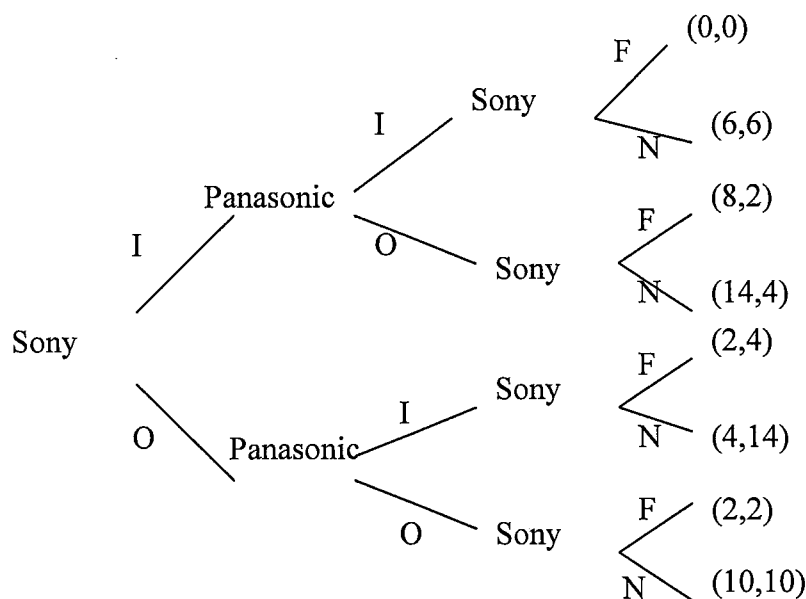 (0,0)
F
Sony
I
(6,6)
N
Panasonic
(8,2)
F
I
O
Sony
N
(14,4)
Sony
(2,4)
F
Sony
I
O
Panasonic
N
(4,14)
(2,2)
F
O
Sony
N
(10,10)